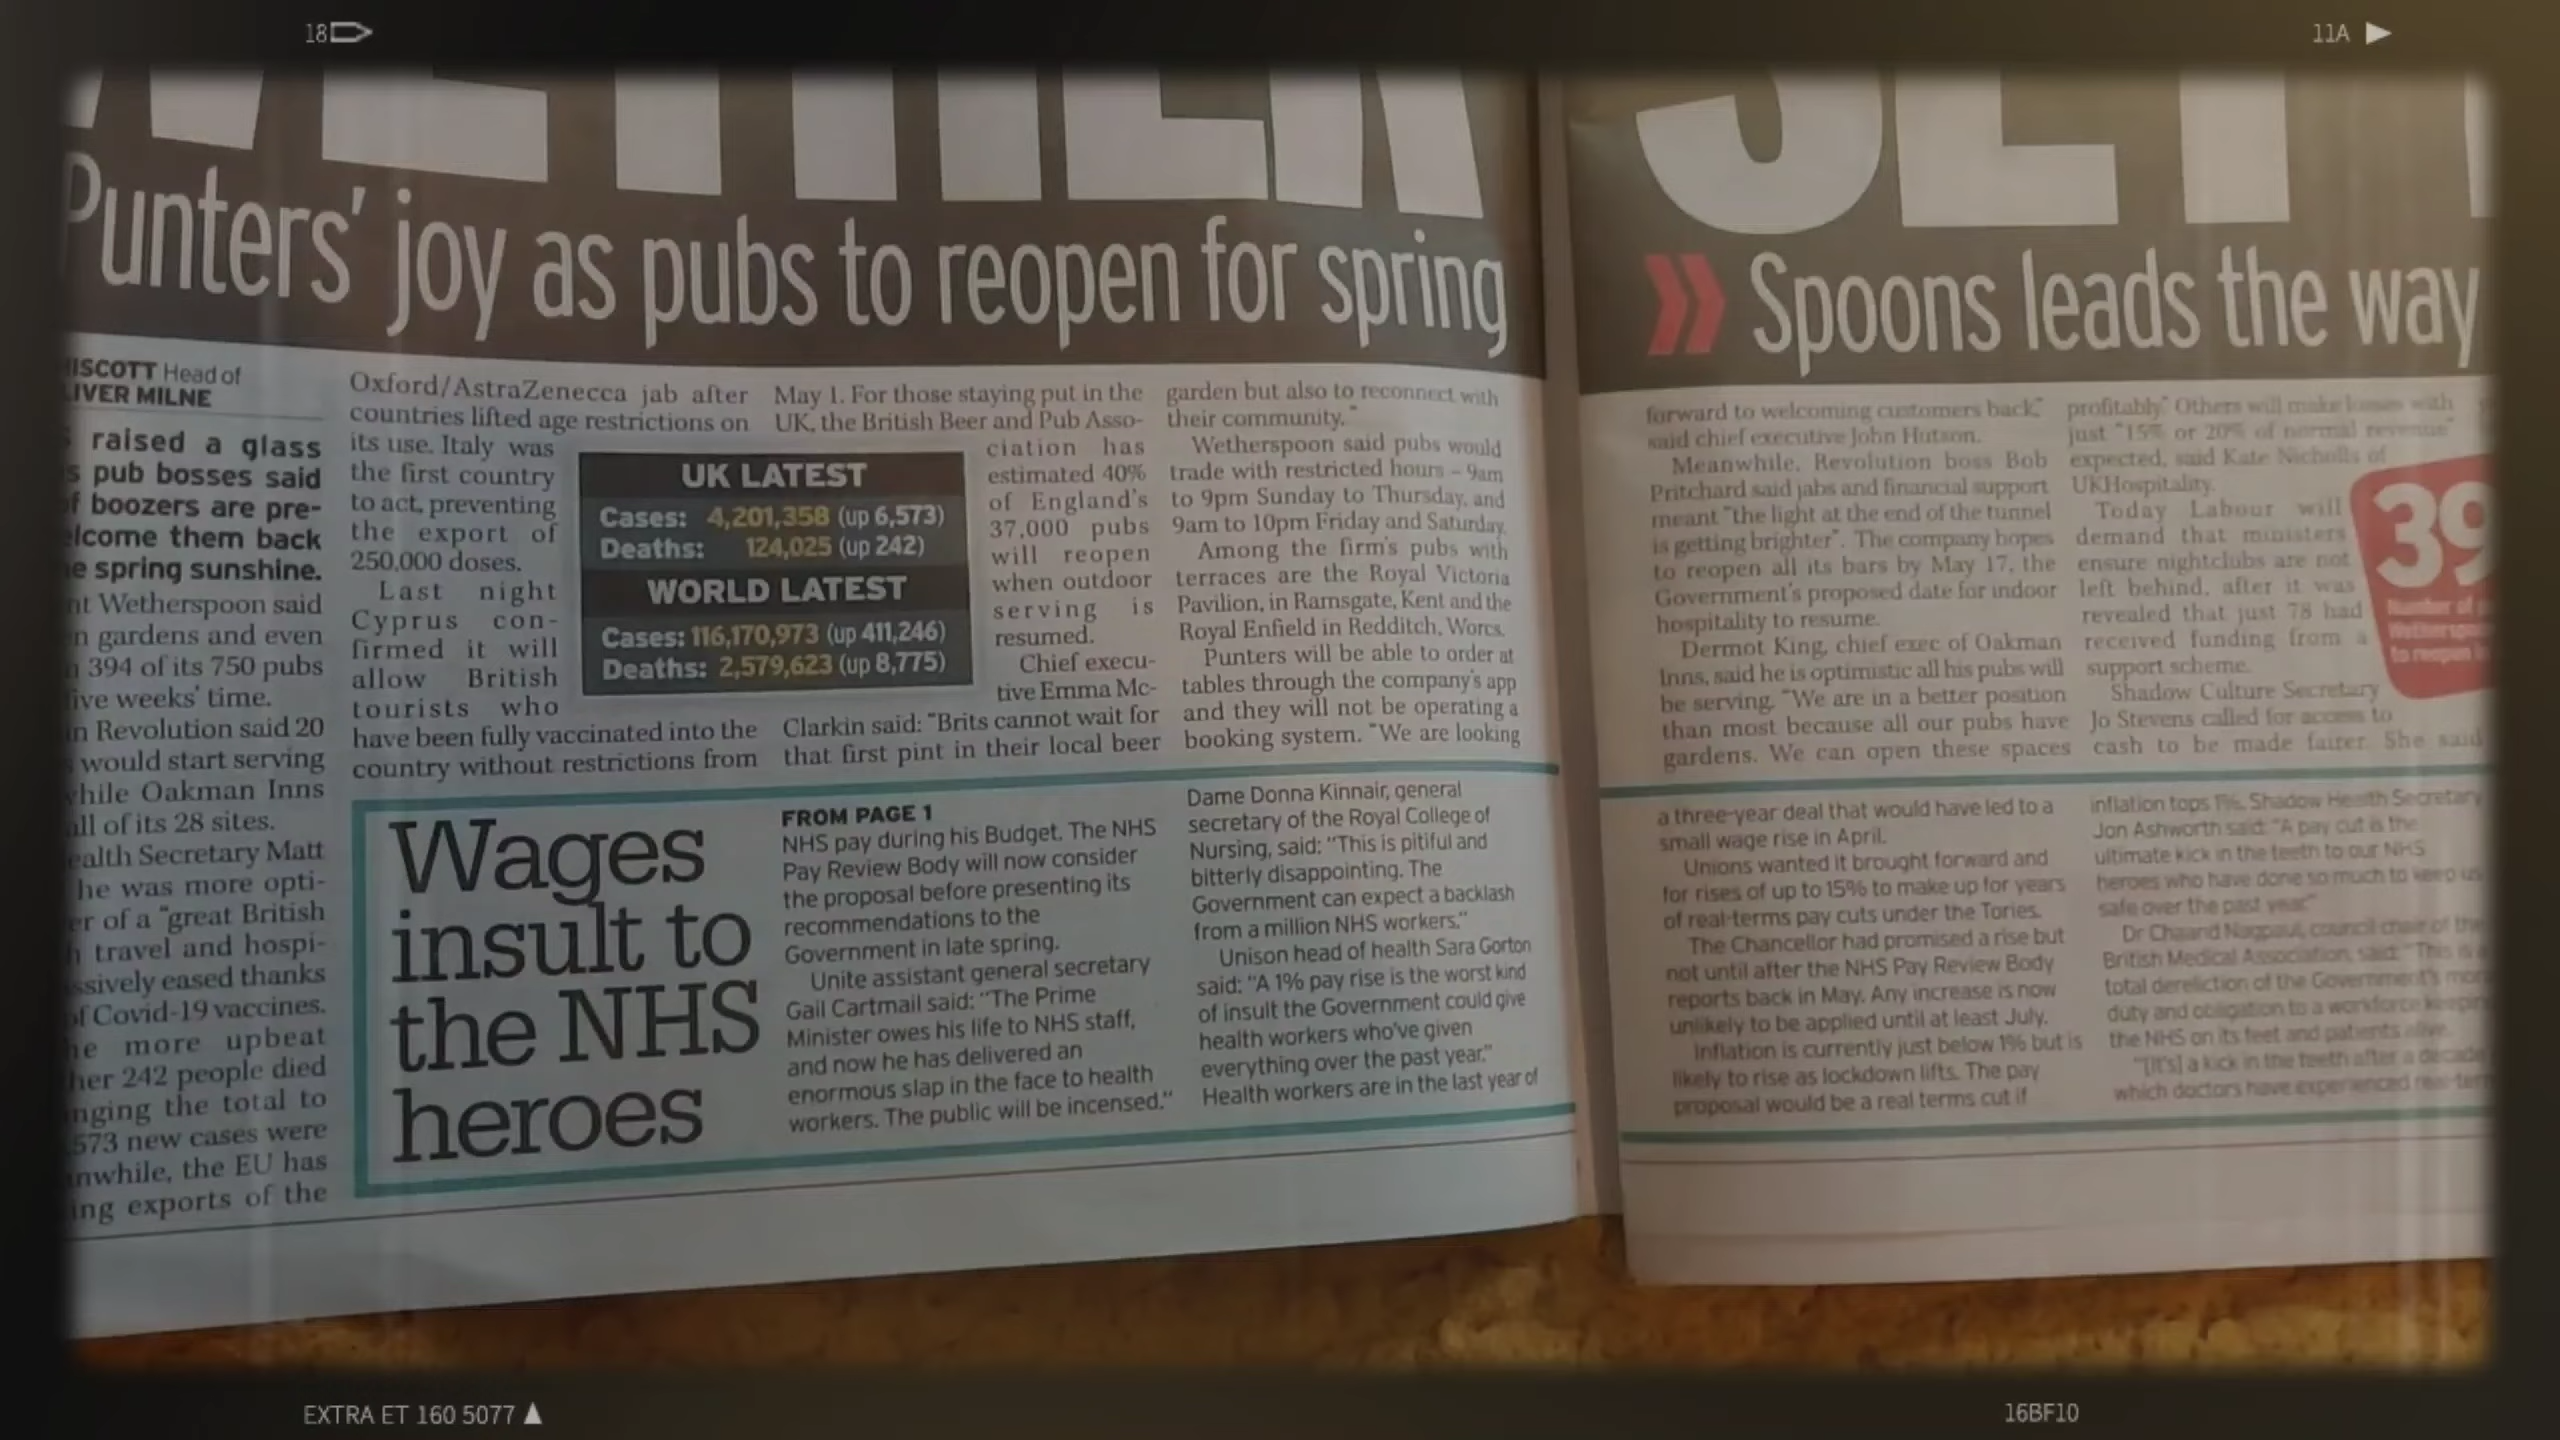 18
11A
Punters' joy as pubs to reopen for spring
Spoons leads the way
ISCOTT Head of
IVER MILNE
raised a glass
s pub bosses said
f boozers are pre-
lcome them back
e spring sunshine.
nt Wetherspoon said
n gardens and even
394 of its 750 pubs
ive weeks' time.
n Revolution said 20
would start serving
while Oakman Inns
all of its 28 sites.
ealth Secretary Matt
he was more opti-
er of a "great British
travel and hospi-
ssively eased thanks
of Covid-19 vaccines.
he more upbeat
her 242 people died
nging the total to
573 new cases were
nwhile, the EU has
ing exports of the
Oxford/AstraZenecca jab after
countries lifted age restrictions on
its use. Italy was
the first country
to act, preventing
the export of
250,000 doses.
Last night
Cyprus con-
firmed it will
allow British
tourists who
have been fully vaccinated into the
country without restrictions from
UK LATEST
Cases: 4,201,358 (up 6,573)
Deaths: 124,025 (up 242)
WORLD LATEST
Cases: 116,170,973 (up 411,246)
Deaths: 2,579,623 (up 8,775)
May 1. For those staying put in the
UK, the British Beer and Pub Asso-
ciation has
estimated 40%
of England's
37,000 pubs
will reopen
when outdoor
serving is
resumed.
Chief execu-
tive Emma Mc-
Clarkin said: "Brits cannot wait for
that first pint in their local beer
garden but also to reconnect with
their community."
Wetherspoon said pubs would
trade with restricted hours – 9am
to 9pm Sunday to Thursday, and
9am to 10pm Friday and Saturday.
Among the firm's pubs with
terraces are the Royal Victoria
Pavilion, in Ramsgate, Kent and the
Royal Enfield in Redditch, Worcs.
Punters will be able to order at
tables through the company's app
and they will not be operating a
booking system. "We are looking
forward to welcoming customers back,"
said chief executive John Hutson.
Meanwhile, Revolution boss Bob
Pritchard said jabs and financial support
meant "the light at the end of the tunnel
is getting brighter". The company hopes
to reopen all its bars by May 17, the
Government's proposed date for indoor
hospitality to resume.
Dermot King, chief exec of Oakman
Inns, said he is optimistic all his pubs will
be serving. "We are in a better position
than most because all our pubs have
gardens. We can open these spaces
profitably." Others will make losses with
just "15% or 20% of normal revenue"
expected, said Kate Nicholls of
UKHospitality.
Today Labour will
demand that ministers
ensure nightclubs are not
left behind, after it was
revealed that just 78 had
received funding from a
support scheme.
Shadow Culture Secretary
Jo Stevens called for access to
cash to be made fairer. She said
39
Number of
Wetherspoon
to reopen
Wages
insult to
the NHS
heroes
FROM PAGE 1
NHS pay during his Budget. The NHS
Pay Review Body will now consider
the proposal before presenting its
recommendations to the
Government in late spring.
Unite assistant general secretary
Gail Cartmail said: "The Prime
Minister owes his life to NHS staff,
and now he has delivered an
enormous slap in the face to health
workers. The public will be incensed."
Dame Donna Kinnair, general
secretary of the Royal College of
Nursing, said: "This is pitiful and
bitterly disappointing. The
Government can expect a backlash
from a million NHS workers."
Unison head of health Sara Gorton
said: "A 1% pay rise is the worst kind
of insult the Government could give
health workers who've given
everything over the past year."
Health workers are in the last year of
a three-year deal that would have led to a
small wage rise in April.
Unions wanted it brought forward and
for rises of up to 15% to make up for years
of real-terms pay cuts under the Tories.
The Chancellor had promised a rise but
not until after the NHS Pay Review Body
reports back in May. Any increase is now
unlikely to be applied until at least July.
Inflation is currently just below 1% but is
likely to rise as lockdown lifts. The pay
proposal would be a real terms cut if
inflation tops 1%. Shadow Health Secretary
Jon Ashworth said: "A pay cut is the
ultimate kick in the teeth to our NHS
heroes who have done so much to keep us
safe over the past year."
Dr Chaand Nagpaul, council chair of the
British Medical Association, said: "This is a
total dereliction of the Government's moral
duty and obligation to a workforce keeping
the NHS on its feet and patients alive.
"[It's] a kick in the teeth after a decade
which doctors have experienced real-term
EXTRA ET 160 5077
16BF10